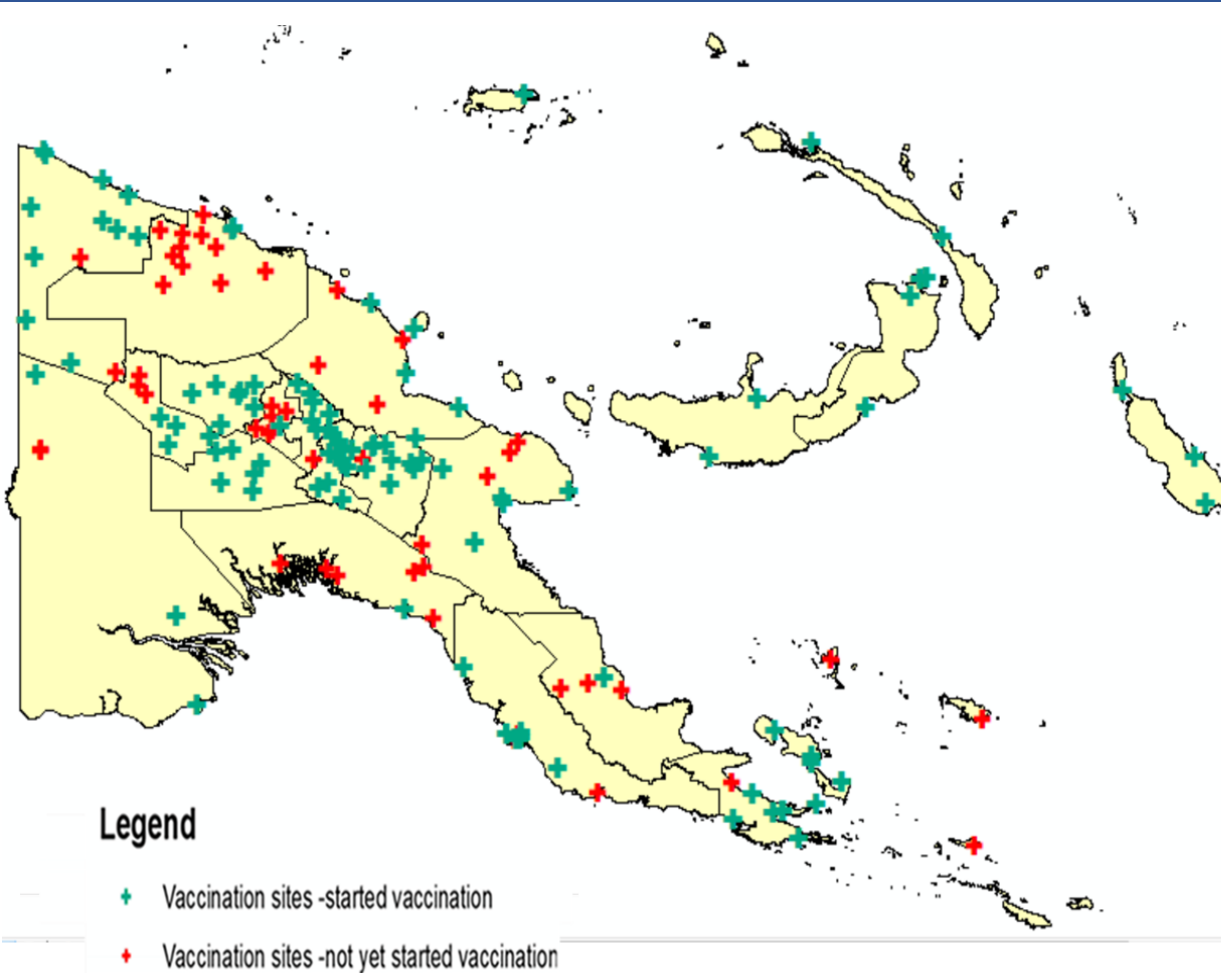 Legend
Vaccination sites -started vaccination
Vaccination sites -not yet started vaccination